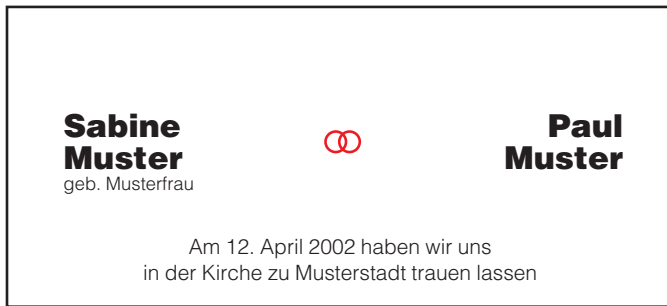 Sabine
Muster
geb. Musterfrau
Paul
Muster
Am 12. April 2002 haben wir uns
in der Kirche zu Musterstadt trauen lassen